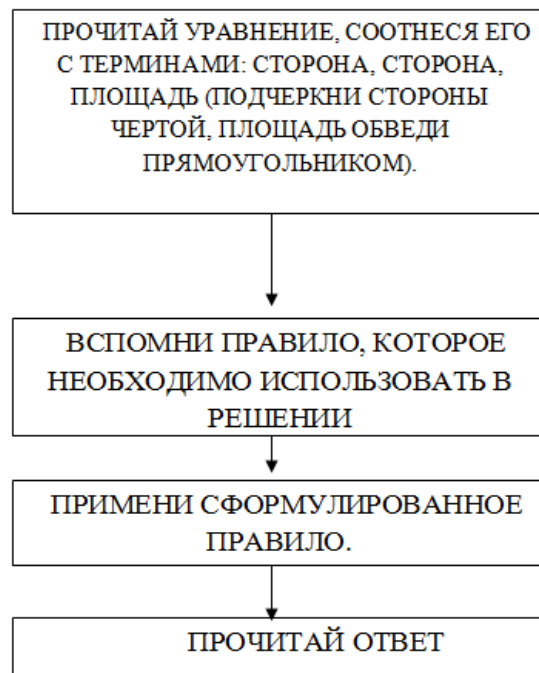 ПРОЧИТАЙ УРАВНЕНИЕ, СООТНЕСЯ ЕГО
С ТЕРМИНАМИ: СТОРОНА, СТОРОНА,
ПЛОЩАДЬ (ПОДЧЕРКНИ СТОРОНЫ
ЧЕРТОЙ, ПЛОЩАДЬ ОБВЕДИ
ПРЯМОУГОЛЬНИКОМ).
ВСПОМНИ ПРАВИЛО, КОТОРОЕ
НЕОБХОДИМО ИСПОЛЬЗОВАТЬ В
РЕШЕНИИ
ПРИМЕНИ СФОРМУЛИРОВАННОЕ
ПРАВИЛО.
ПРОЧИТАЙ ОТВЕТ